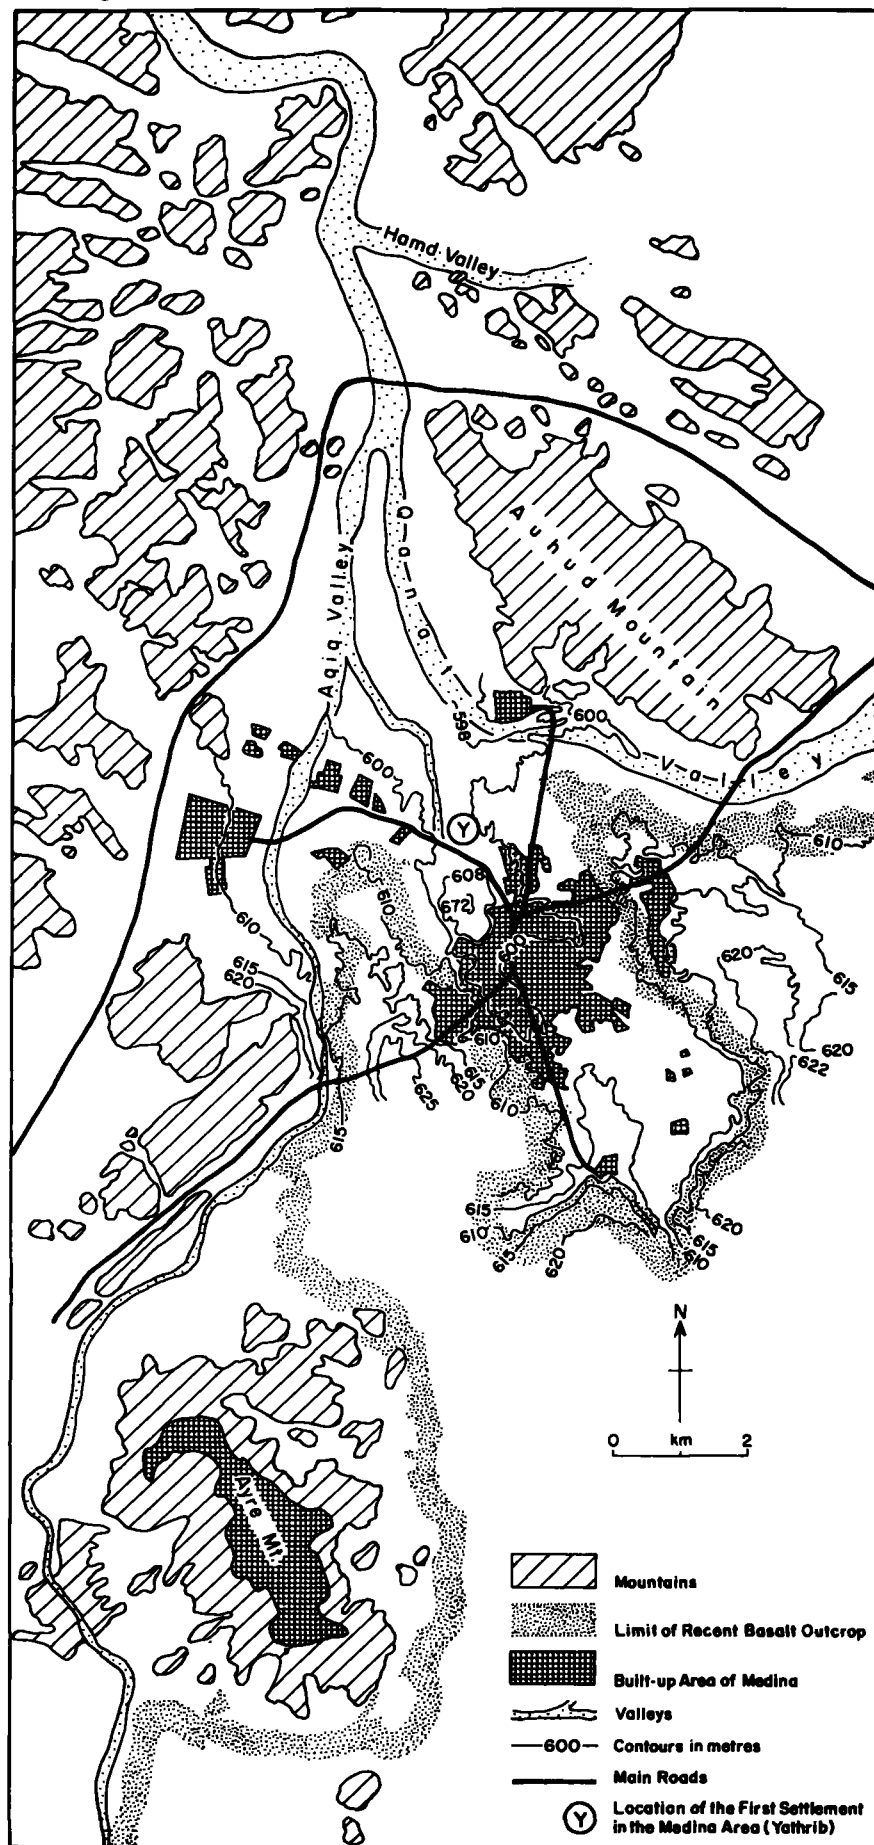 Hamd Valley
Auhud Mountain
Qanat
Aqiq Valley
598
600
Valley
600
Y
610
608
672
610
600
610
615
620
620
615
610
615
620
625
620
622
615
610
615
610
615
620
620
615
610
N
0 km 2
Ayre Mt.
Mountains
Limit of Recent Basalt Outcrop
Built-up Area of Medina
Valleys
600 Contours in metres
Main Roads
Y Location of the First Settlement
in the Medina Area (Yathrib)